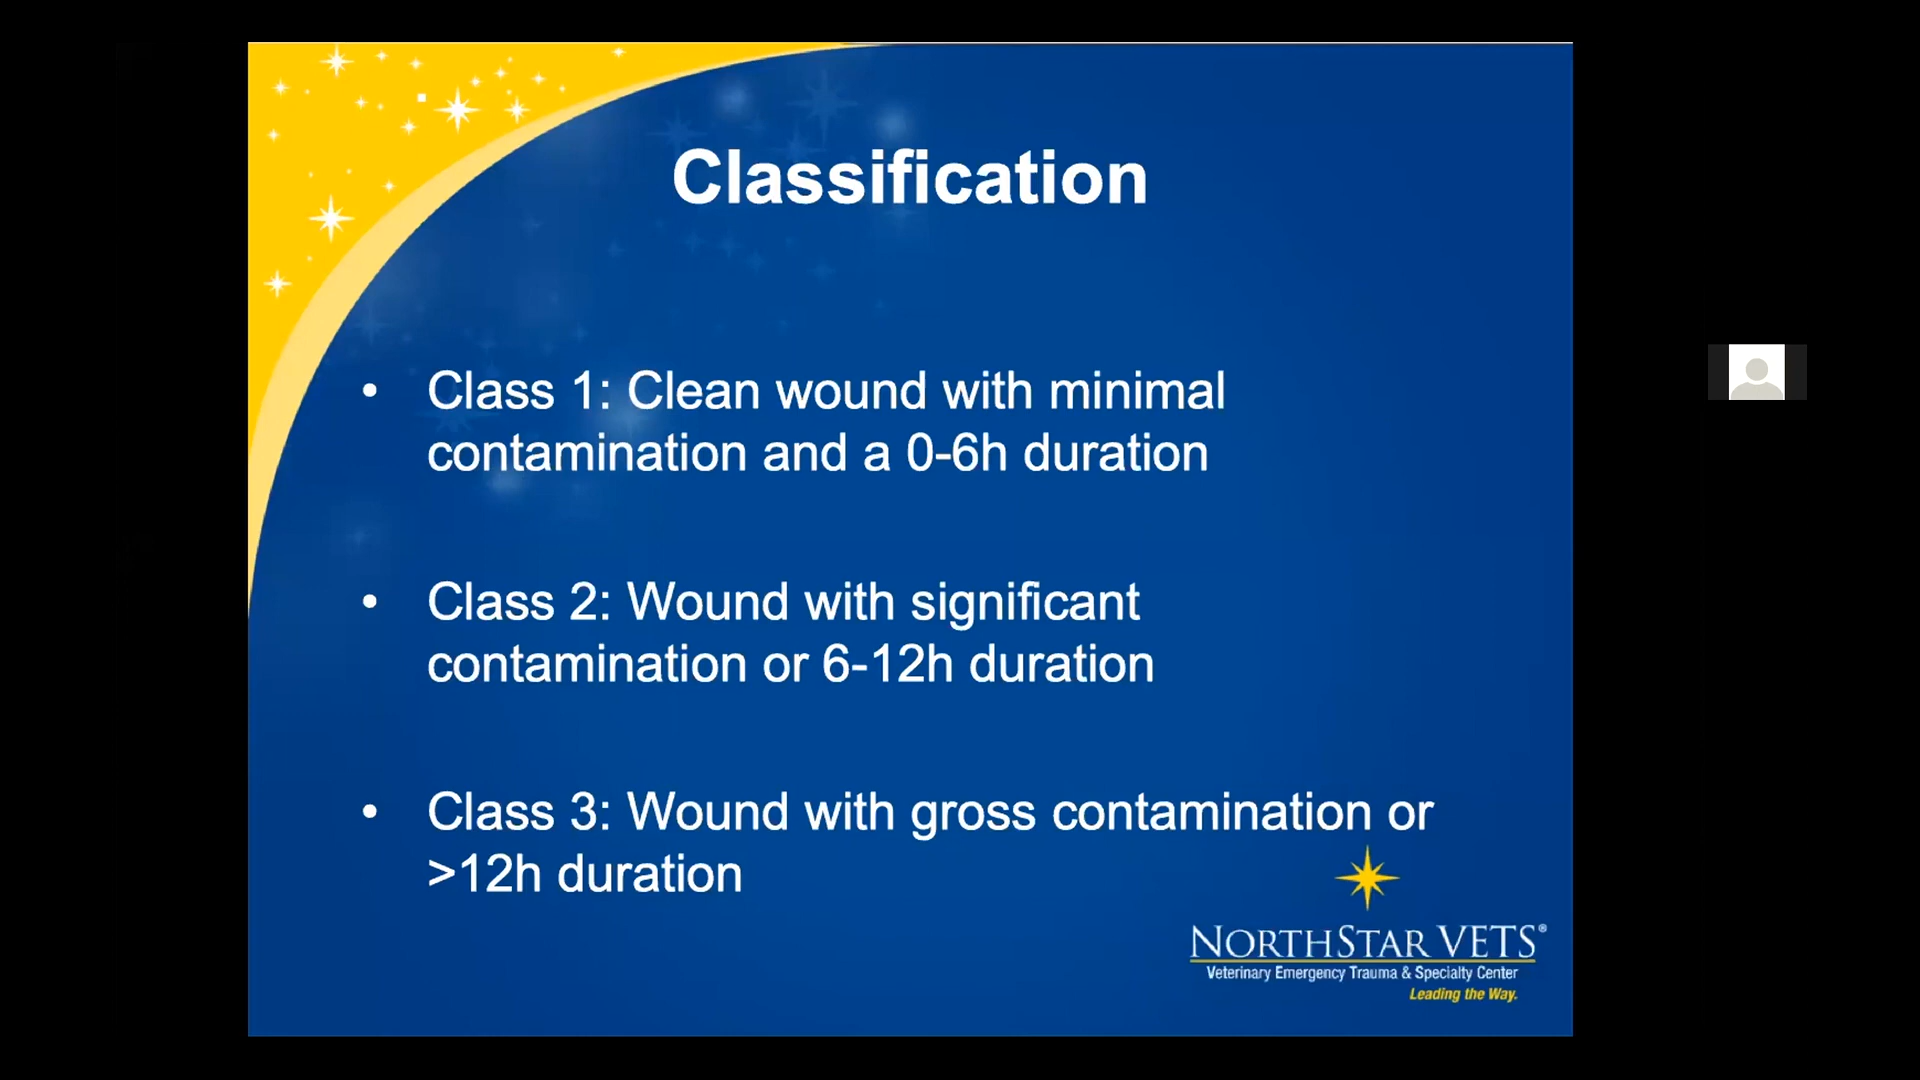 Classification
• Class 1: Clean wound with minimal
contamination and a 0-6h duration
• Class 2: Wound with significant
contamination or 6-12h duration
• Class 3: Wound with gross contamination or
>12h duration
NORTHSTAR VETS®
Veterinary Emergency Trauma & Specialty Center
Leading the Way.